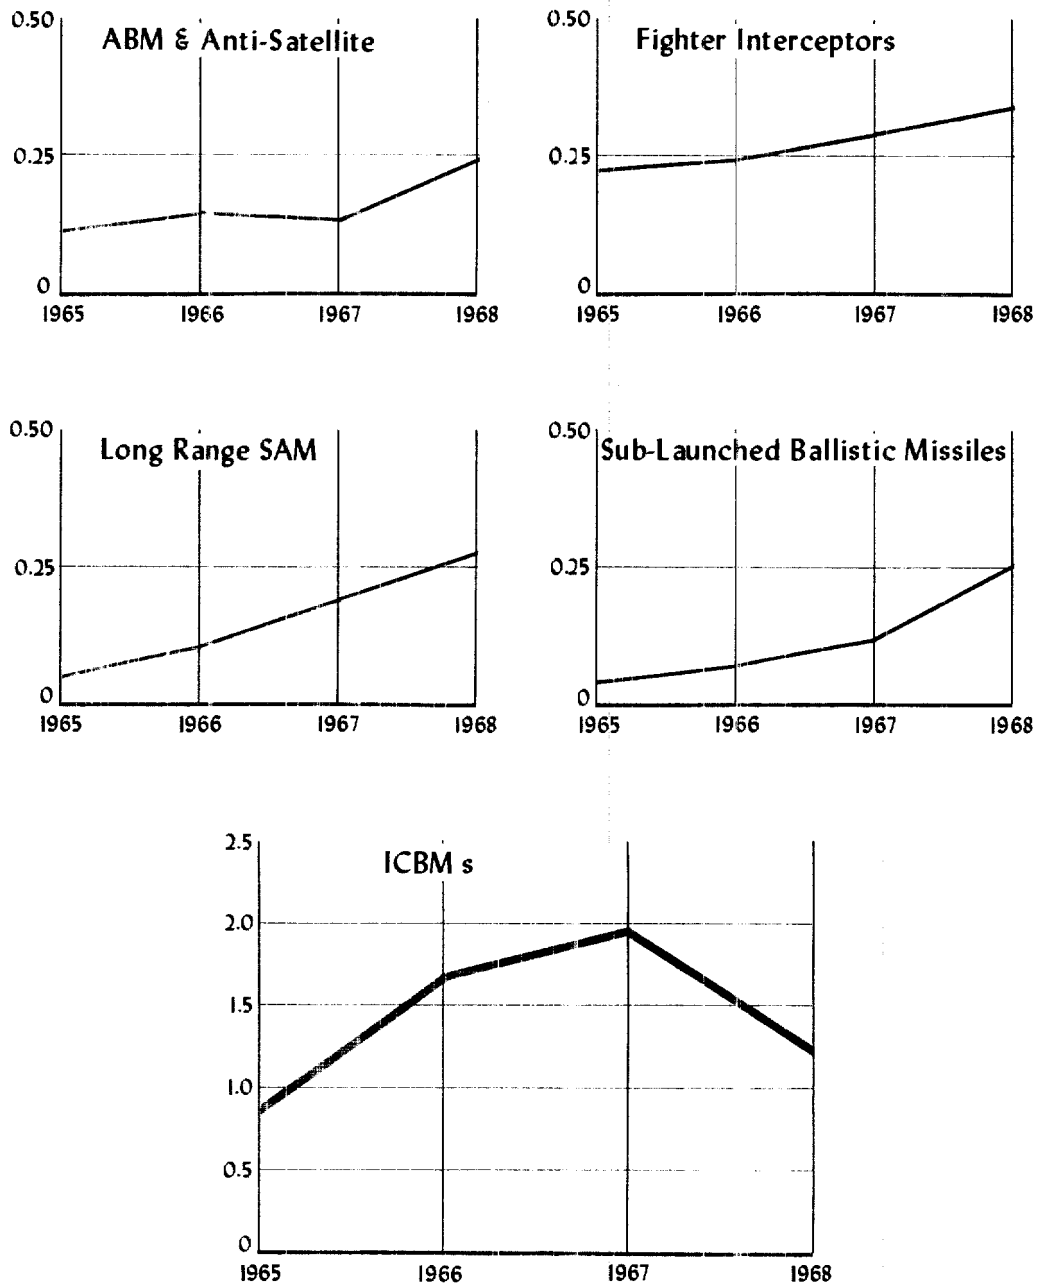 0.50
ABM & Anti-Satellite
0.25
0
1965 1966 1967 1968
0.50
Fighter Interceptors
0.25
0
1965 1966 1967 1968
0.50
Long Range SAM
0.25
0
1965 1966 1967 1968
0.50
Sub-Launched Ballistic Missiles
0.25
0
1965 1966 1967 1968
2.5
ICBM s
2.0
1.5
1.0
0.5
0
1965 1966 1967 1968